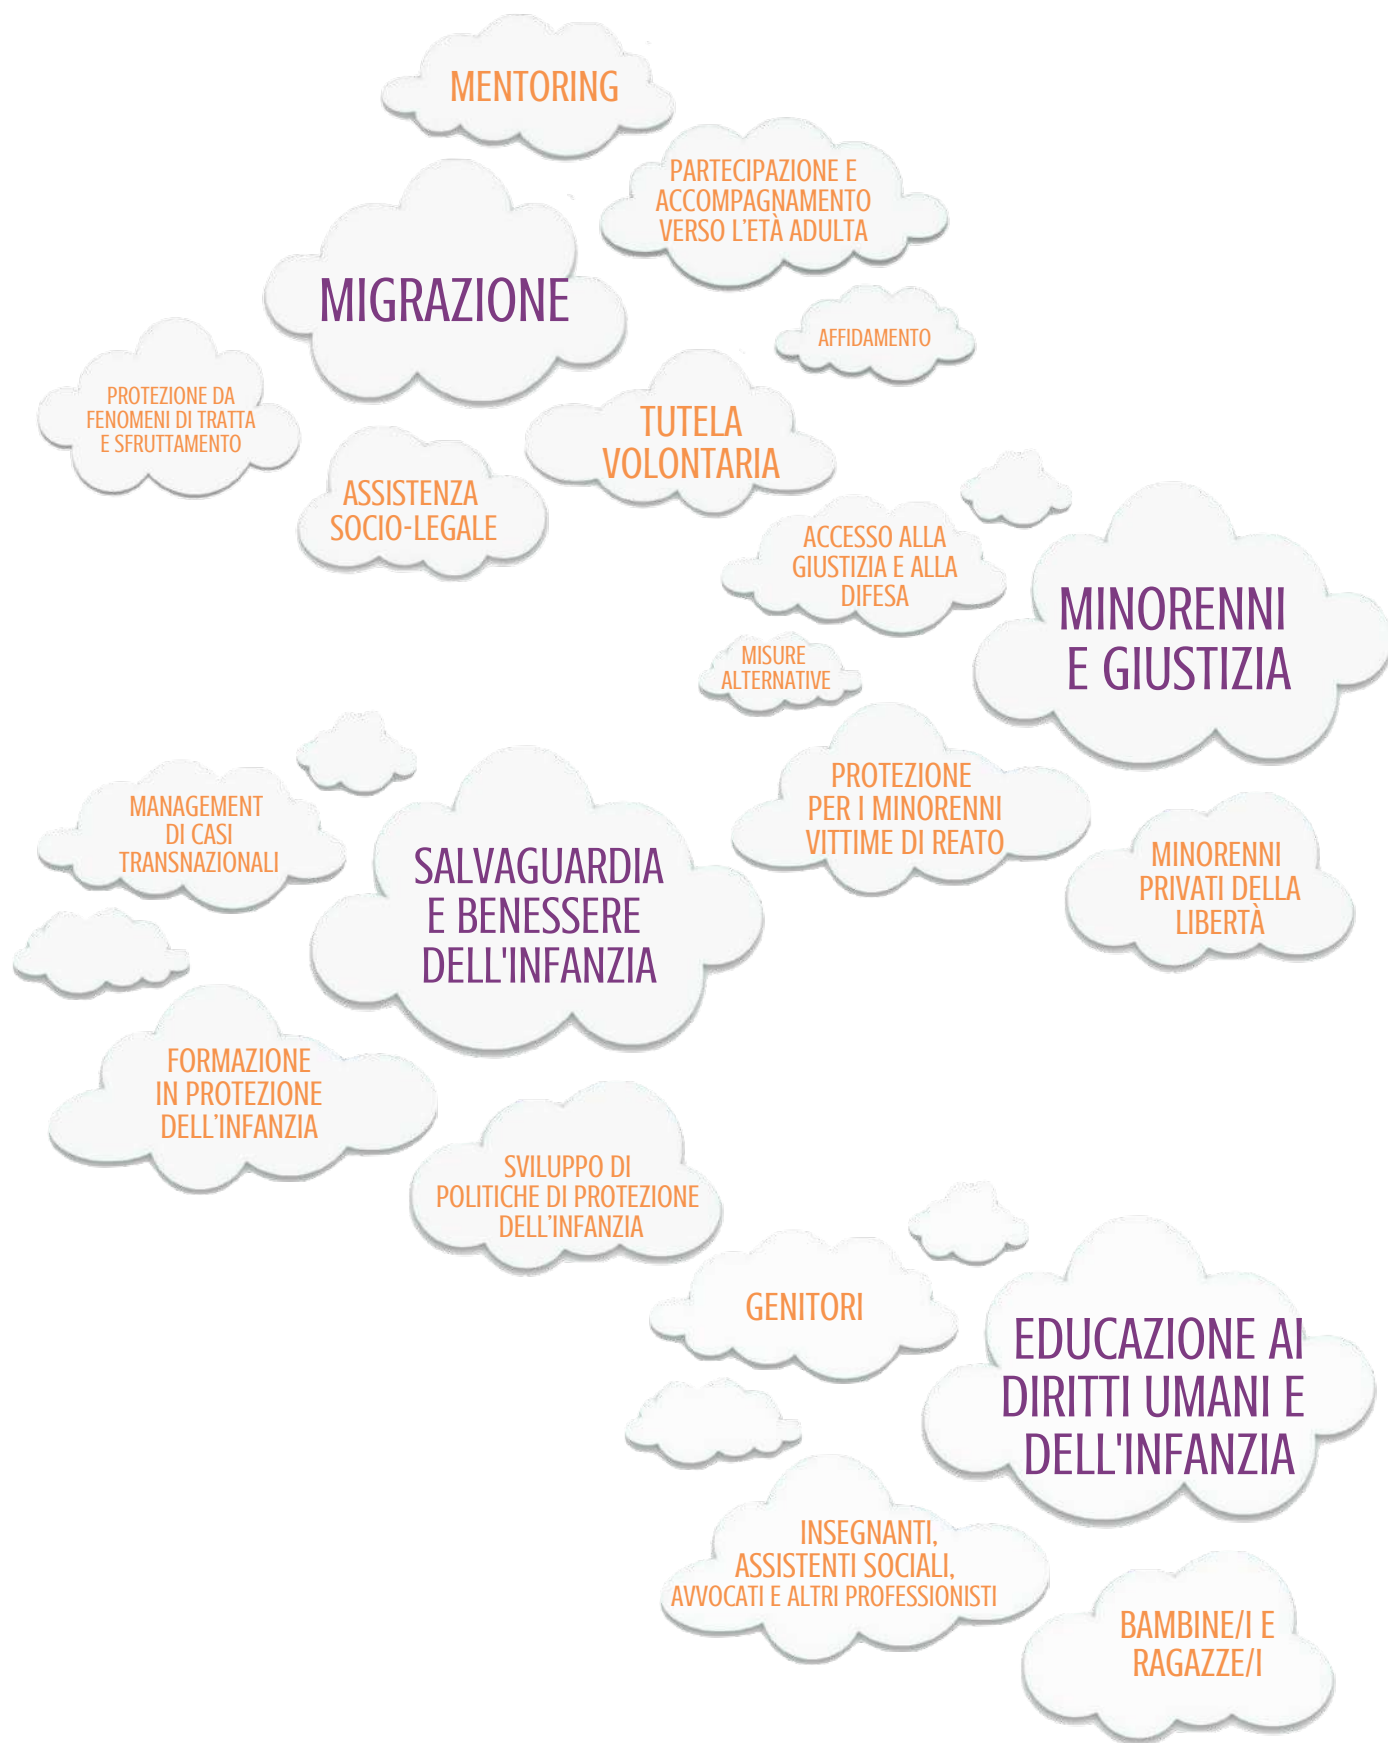 MENTORING
PARTECIPAZIONE E
ACCOMPAGNAMENTO
VERSO L'ETÀ ADULTA
MIGRAZIONE
AFFIDAMENTO
PROTEZIONE DA
FENOMENI DI TRATTA
E SFRUTTAMENTO
TUTELA
VOLONTARIA
ASSISTENZA
SOCIO-LEGALE
ACCESSO ALLA
GIUSTIZIA E ALLA
DIFESA
MINORENNI
E GIUSTIZIA
MISURE
ALTERNATIVE
PROTEZIONE
PER I MINORENNI
VITTIME DI REATO
MINORENNI
PRIVATI DELLA
LIBERTÀ
MANAGEMENT
DI CASI
TRANSNAZIONALI
SALVAGUARDIA
E BENESSERE
DELL'INFANZIA
FORMAZIONE
IN PROTEZIONE
DELL'INFANZIA
SVILUPPO DI
POLITICHE DI PROTEZIONE
DELL'INFANZIA
GENITORI
EDUCAZIONE AI
DIRITTI UMANI E
DELL'INFANZIA
INSEGNANTI,
ASSISTENTI SOCIALI,
AVVOCATI E ALTRI PROFESSIONISTI
BAMBINE/I E
RAGAZZE/I